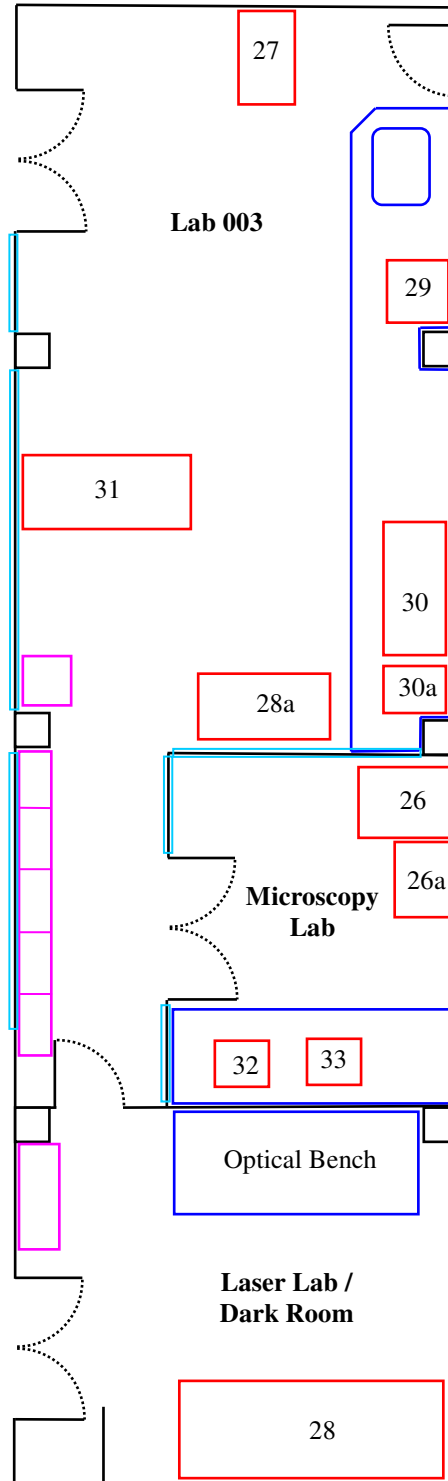 27
Lab 003
29
31
30
30a
28a
26
26a
Microscopy
Lab
32
33
Optical Bench
Laser Lab /
Dark Room
28